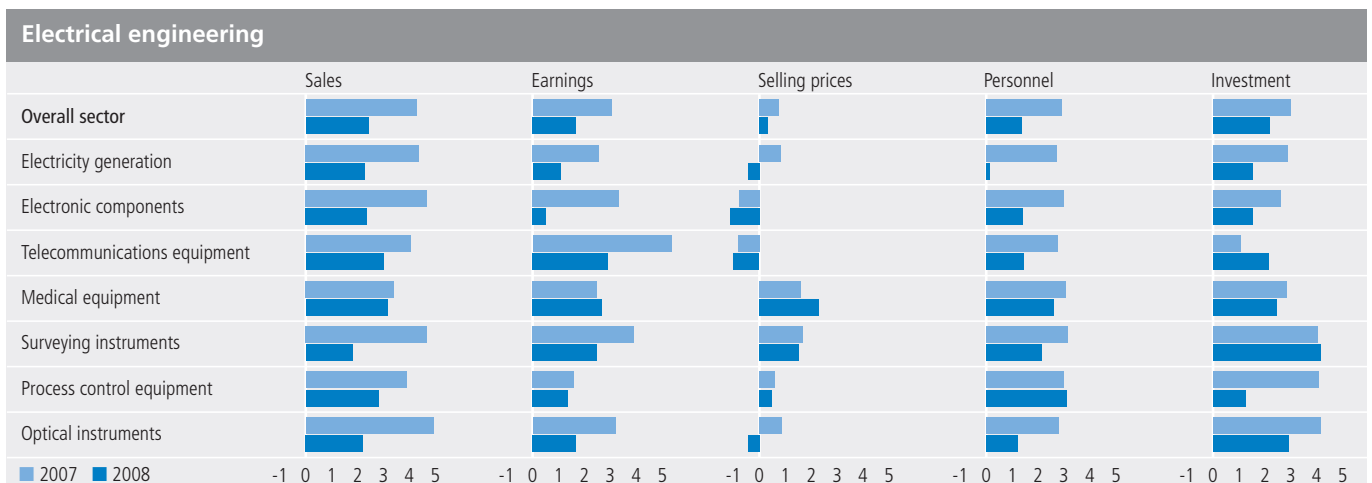 Electrical engineering
Sales Earnings Selling prices Personnel Investment
Overall sector
Electricity generation
Electronic components
Telecommunications equipment
Medical equipment
Surveying instruments
Process control equipment
Optical instruments
2007 2008 -1 0 1 2 3 4 5 -1 0 1 2 3 4 5 -1 0 1 2 3 4 5 -1 0 1 2 3 4 5 -1 0 1 2 3 4 5